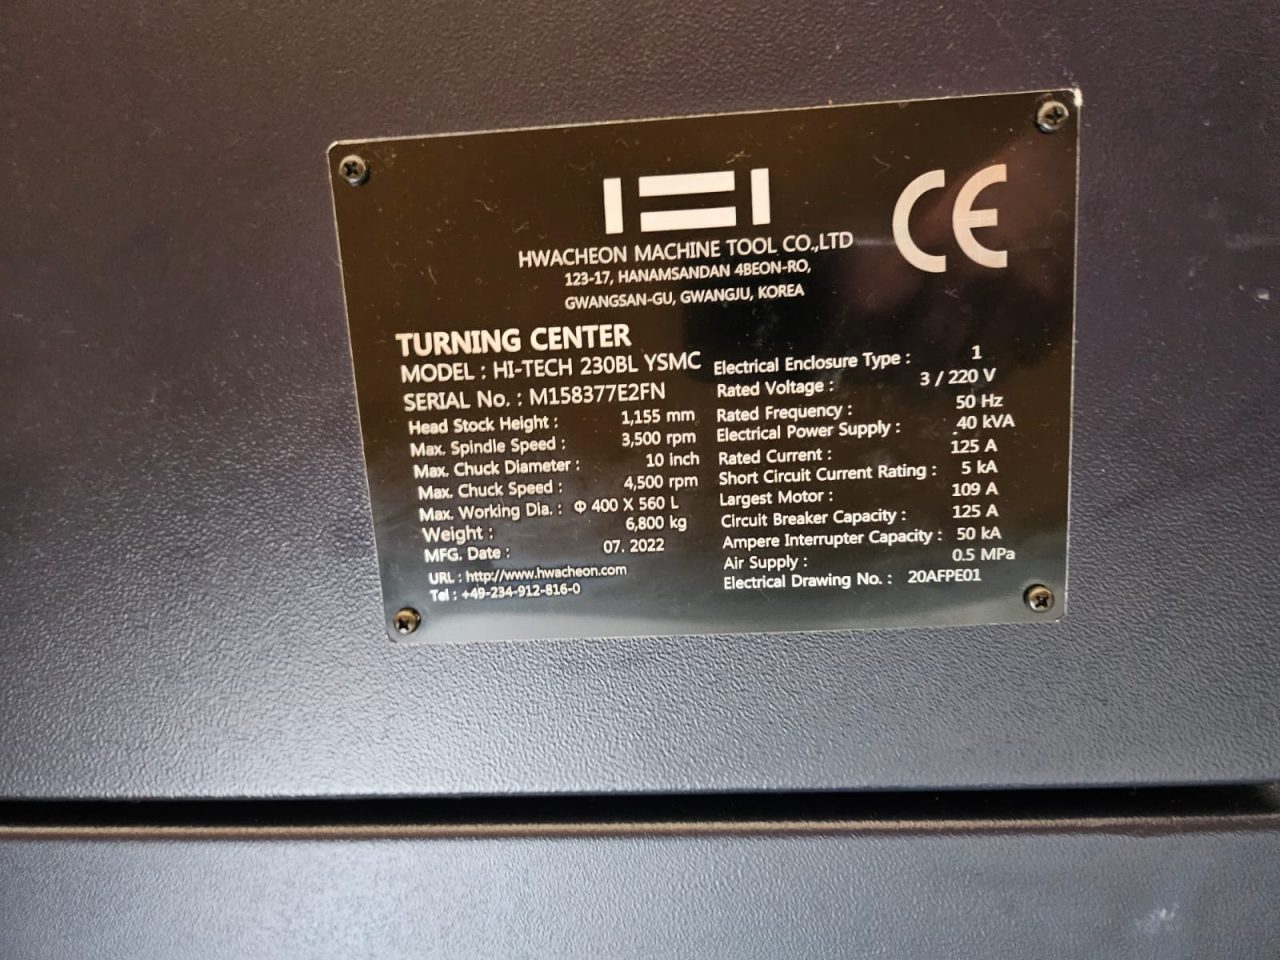 HWACHEON MACHINE TOOL CO.,LTD
123-17, HANAMSANDAN 4BEON-RO,
GWANGSAN-GU, GWANGJU, KOREA
CE
TURNING CENTER
MODEL : HI-TECH 230BL YSMC
SERIAL No. : M158377E2FN
Head Stock Height : 1,155 mm
Max. Spindle Speed : 3,500 rpm
Max. Chuck Diameter : 10 inch
Max. Chuck Speed : 4,500 rpm
Max. Working Dia. : Φ 400 X 560 L
Weight : 6,800 kg
MFG. Date : 07. 2022
URL : http://www.hwacheon.com
Tel : +49-234-912-816-0
Electrical Enclosure Type : 1
Rated Voltage : 3 / 220 V
Rated Frequency : 50 Hz
Electrical Power Supply : 40 kVA
Rated Current : 125 A
Short Circuit Current Rating : 5 kA
Largest Motor : 109 A
Circuit Breaker Capacity : 125 A
Ampere Interrupter Capacity : 50 kA
Air Supply : 0.5 MPa
Electrical Drawing No. : 20AFPE01